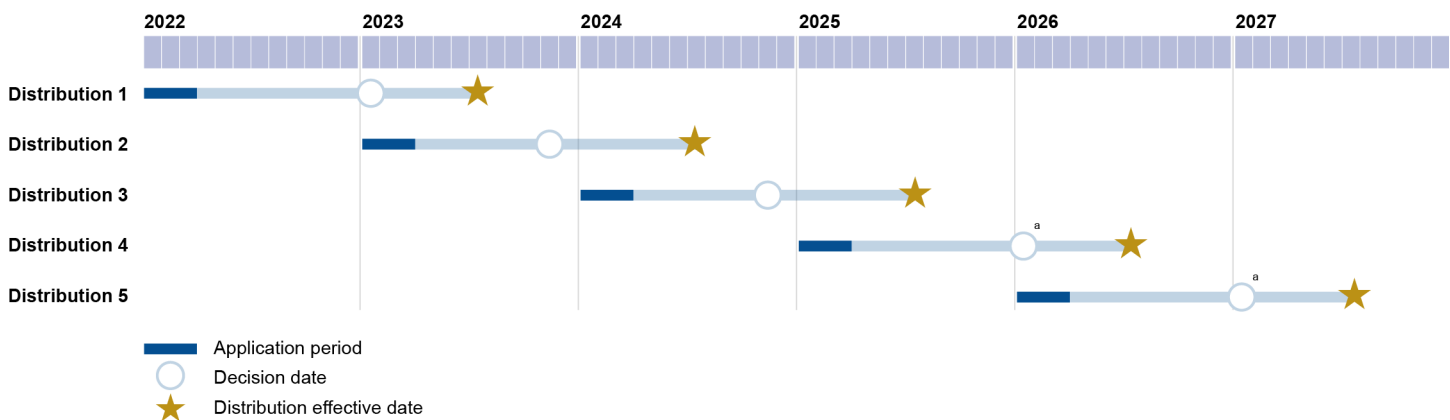 2022 2023 2024 2025 2026 2027
Distribution 1
Distribution 2
Distribution 3
a
Distribution 4
a
Distribution 5
Application period
Decision date
Distribution effective date